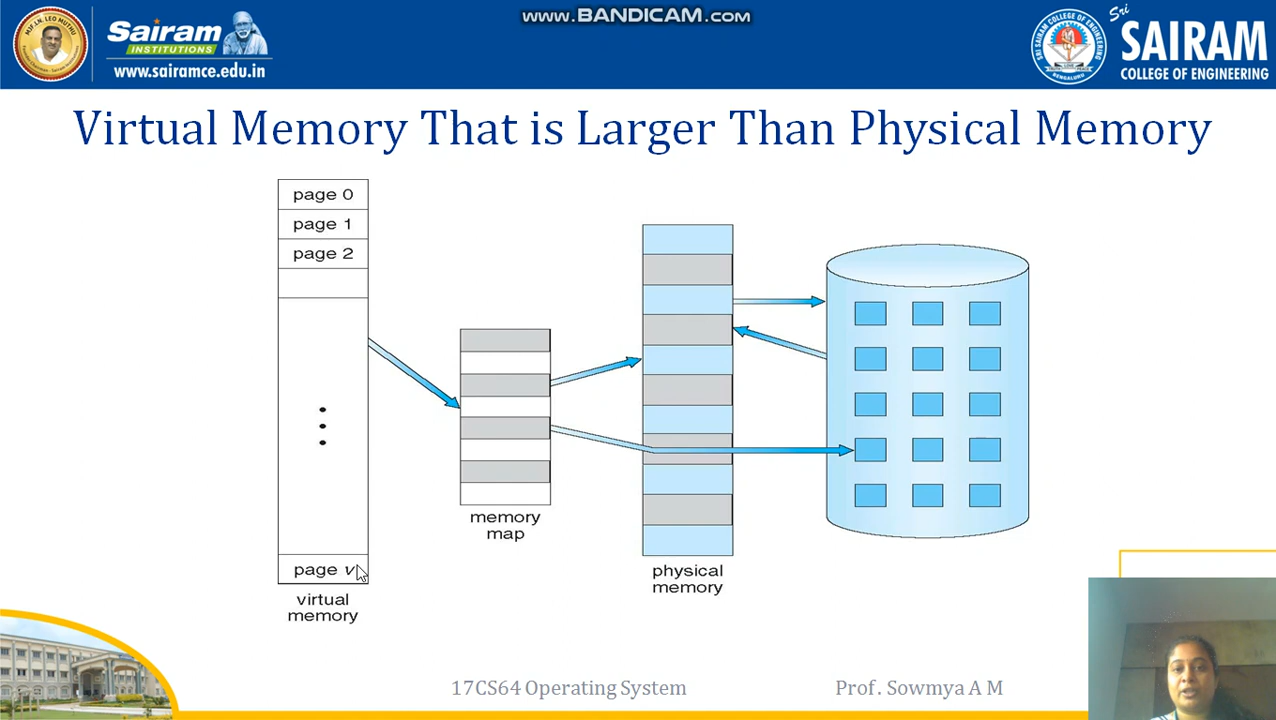 www.BANDICAM.com
Sairam
INSTITUTIONS
www.sairamce.edu.in
Sri
SAIRAM
COLLEGE OF ENGINEERING
Virtual Memory That is Larger Than Physical Memory
page 0
page 1
page 2
page v
virtual
memory
memory
map
physical
memory
17CS64 Operating System
Prof. Sowmya A M